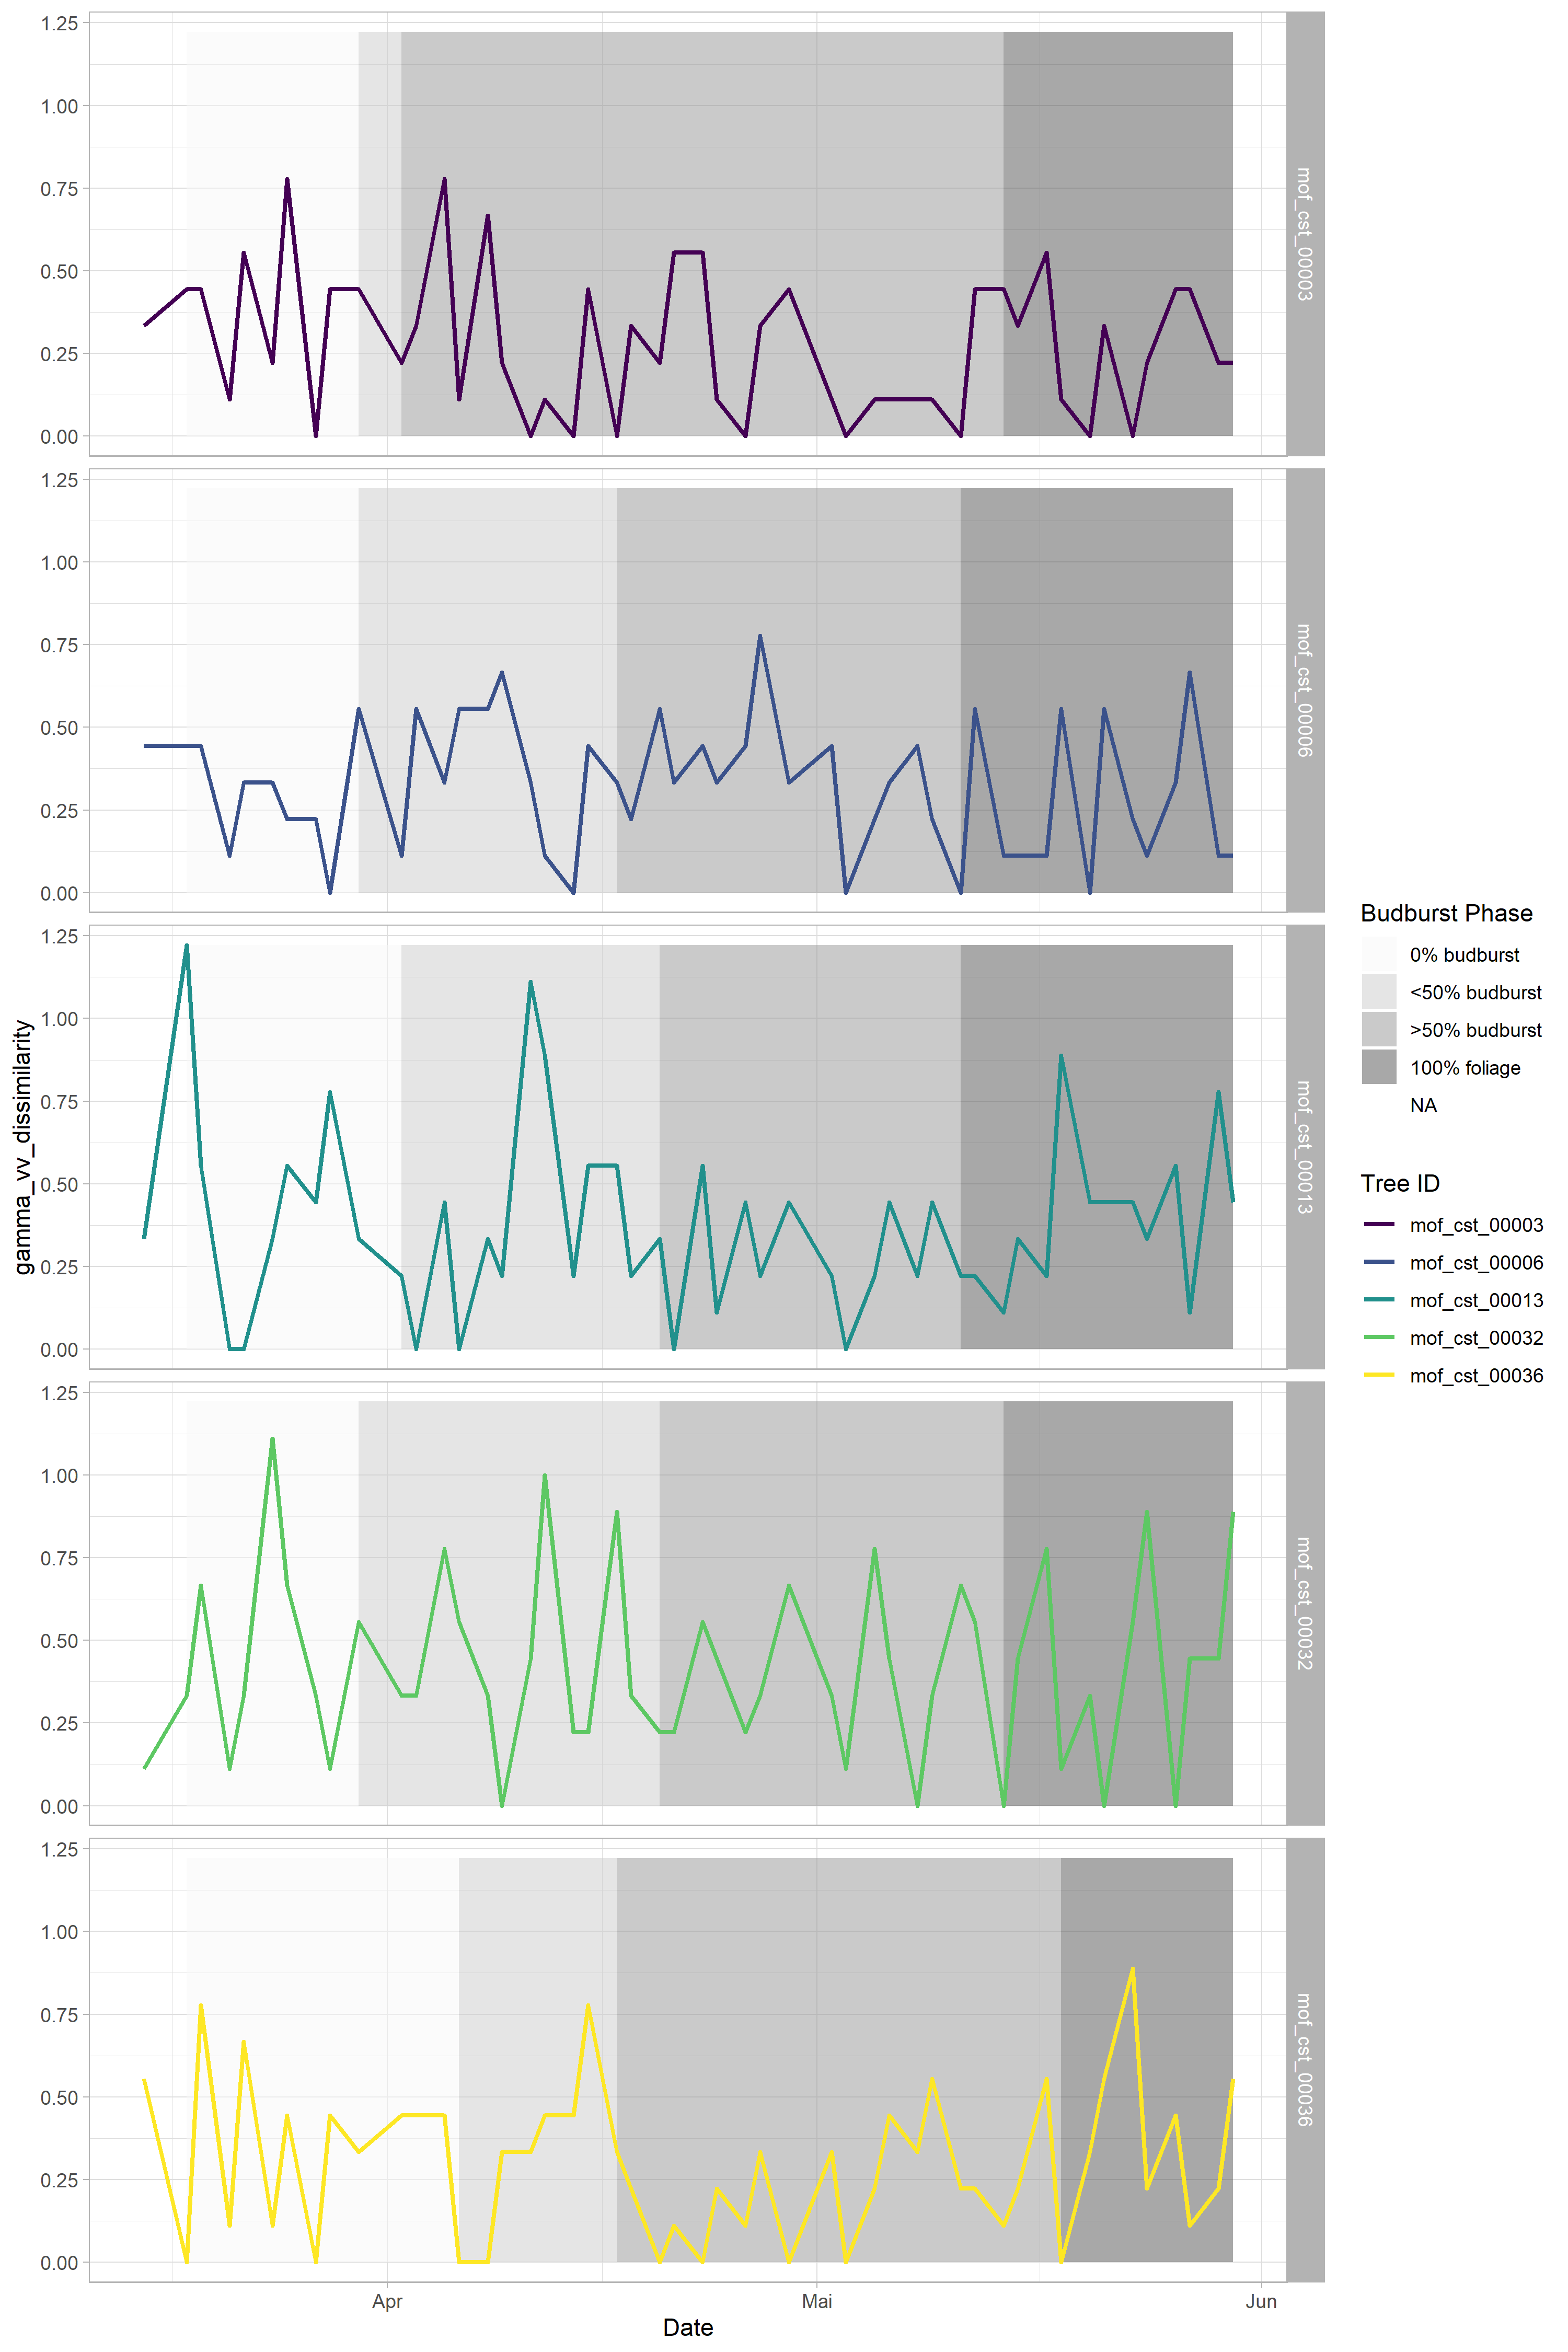 gamma_vv_dissimilarity
1.25
1.00
0.75
0.50
0.25
0.00
mof_cst_00003
1.25
1.00
0.75
0.50
0.25
0.00
mof_cst_00006
1.25
1.00
0.75
0.50
0.25
0.00
mof_cst_00013
1.25
1.00
0.75
0.50
0.25
0.00
mof_cst_00032
1.25
1.00
0.75
0.50
0.25
0.00
mof_cst_00036
Apr Mai Jun
Date
Budburst Phase
0% budburst
<50% budburst
>50% budburst
100% foliage
NA
Tree ID
mof_cst_00003
mof_cst_00006
mof_cst_00013
mof_cst_00032
mof_cst_00036